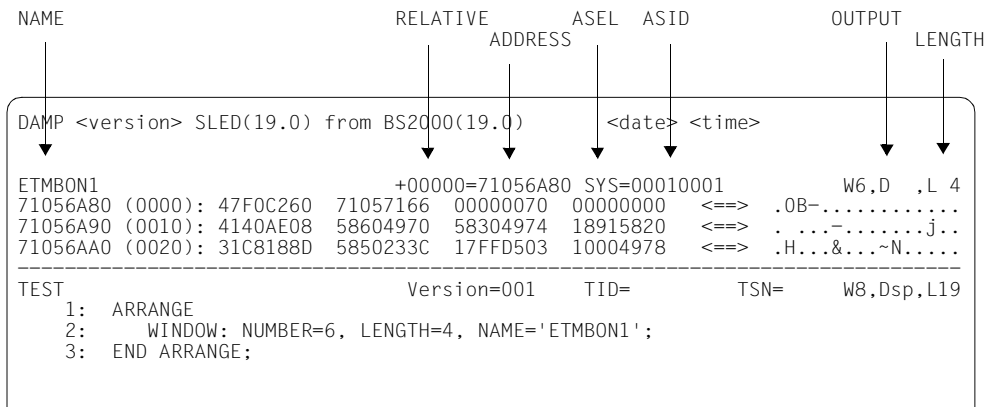 NAME RELATIVE ASEL ASID OUTPUT
ADDRESS LENGTH
DAMP <version> SLED(19.0) from BS2000(19.0) <date> <time>
ETMBON1 +00000=71056A80 SYS=00010001 W6,D ,L 4
71056A80 (0000): 47F0C260 71057166 00000070 00000000 <==> .0B-............
71056A90 (0010): 4140AE08 58604970 58304974 18915820 <==> . ...-.......j..
71056AA0 (0020): 31C8188D 5850233C 17FFD503 10004978 <==> .H...&...~N.....
TEST Version=001 TID= TSN= W8,Dsp,L19
1: ARRANGE
2: WINDOW: NUMBER=6, LENGTH=4, NAME='ETMBON1';
3: END ARRANGE;